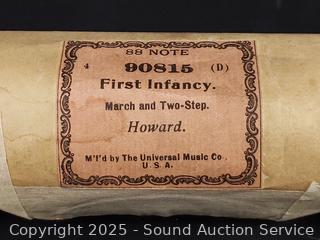 88 NOTE
4 90815 (D)
First Infancy.
March and Two-Step.
Howard.
M'f'd by The Universal Music Co.
U.S.A.
Copyright 2025 - Sound Auction Service